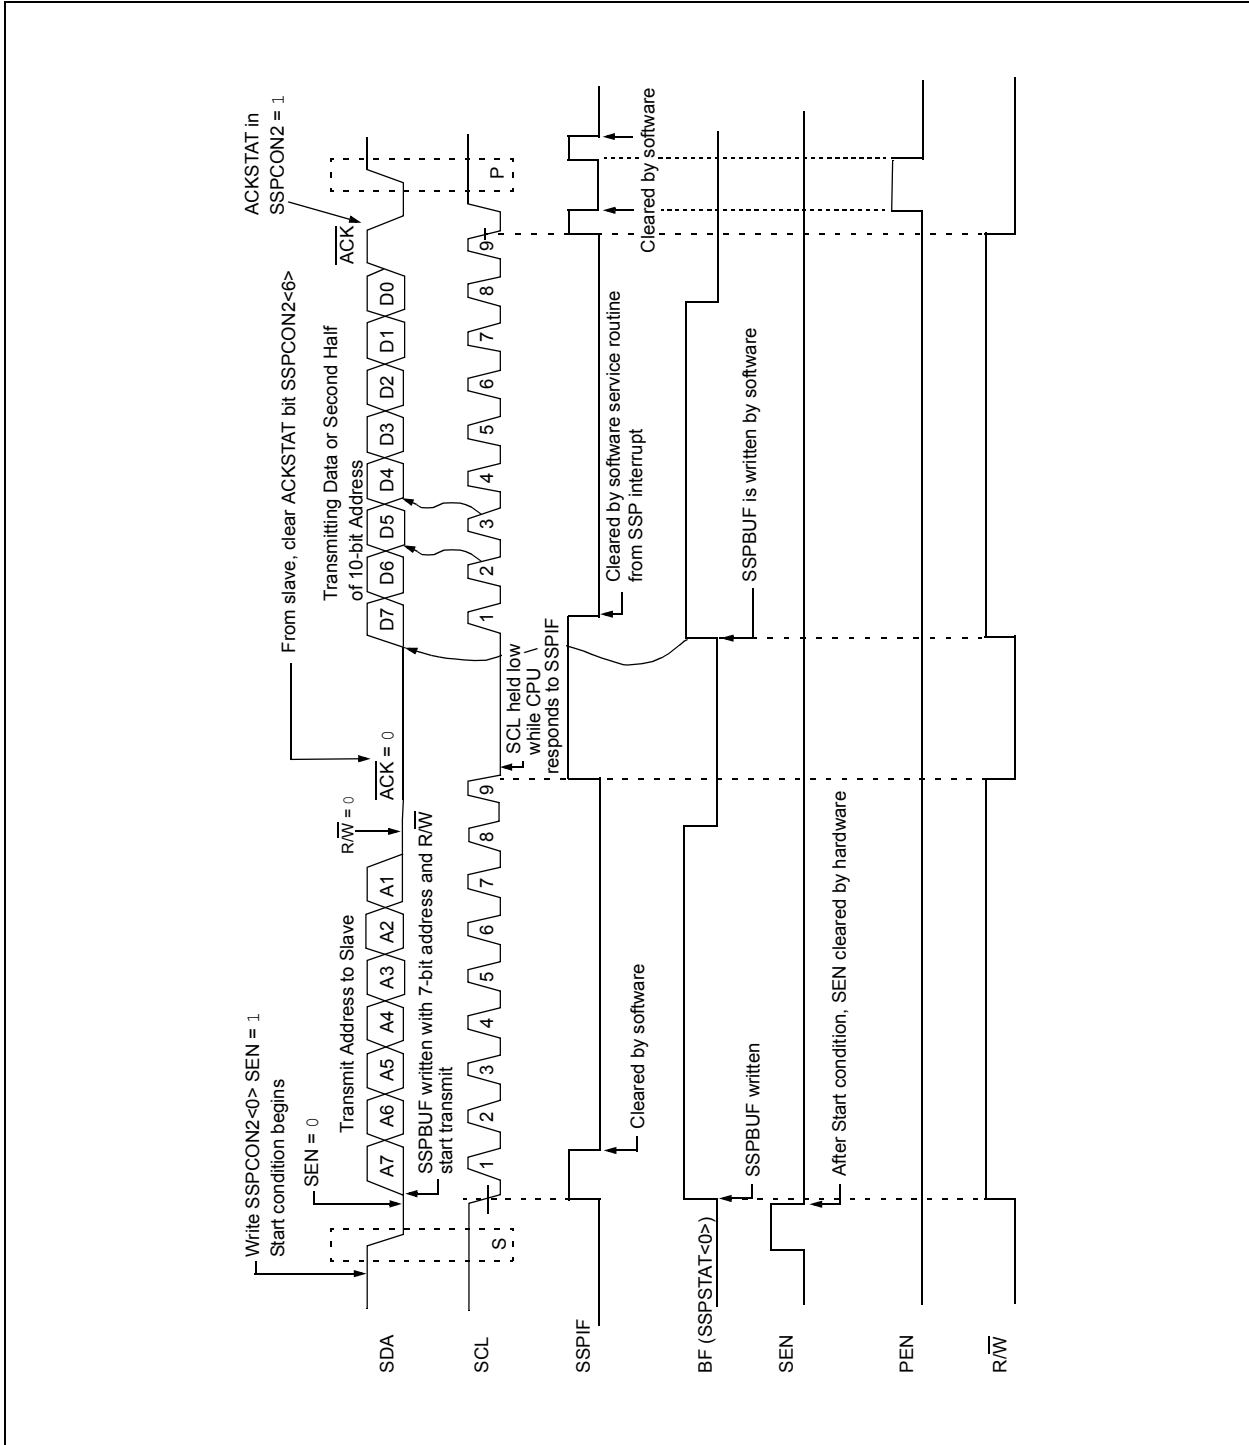 Write SSPCON2<0> SEN = 1
Start condition begins
SEN = 0
From slave, clear ACKSTAT bit SSPCON2<6>
ACKSTAT in
SSPCON2 = 1
Transmit Address to Slave
R/W = 0
ACK = 0
Transmitting Data or Second Half
of 10-bit Address
ACK
SDA
A7 A6 A5 A4 A3 A2 A1
D7 D6 D5 D4 D3 D2 D1 D0
SSPBUF written with 7-bit address and R/W
start transmit
SCL
S
1 2 3 4 5 6 7 8 9
1 2 3 4 5 6 7 8 9
P
SCL held low
while CPU
responds to SSPIF
SSPIF
Cleared by software
Cleared by software service routine
from SSP interrupt
Cleared by software
BF (SSPSTAT<0>)
SSPBUF written
SSPBUF is written by software
SEN
After Start condition, SEN cleared by hardware
PEN
R/W